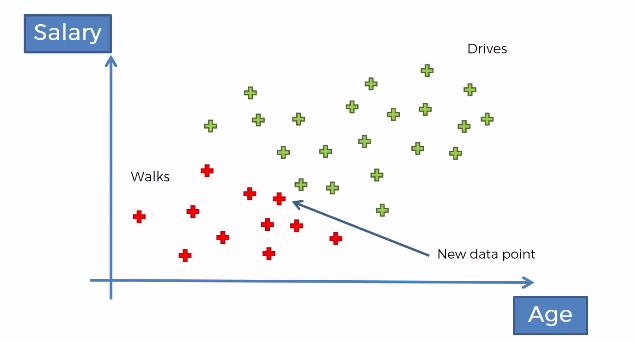 Salary
Drives
Walks
New data point
Age